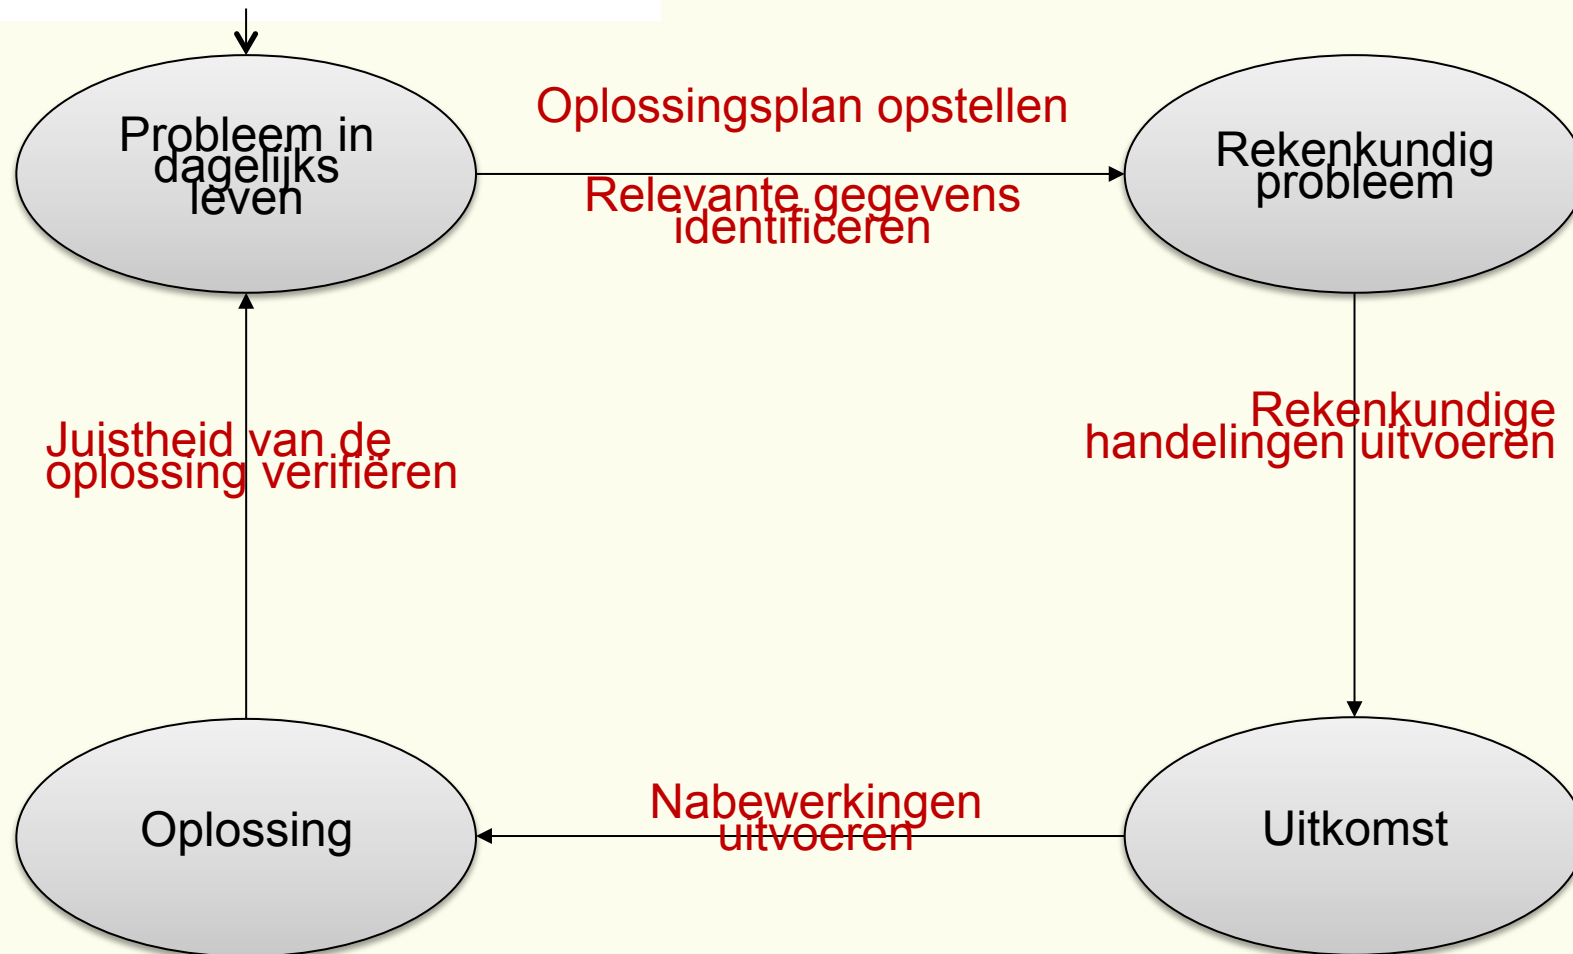 Oplossingsplan opstellen
Probleem in
dagelijks
leven
Rekenkundig
probleem
Relevante gegevens
identificeren
Juistheid van de
oplossing verifiëren
Rekenkundige
handelingen uitvoeren
Nabewerkingen
uitvoeren
Oplossing
Uitkomst